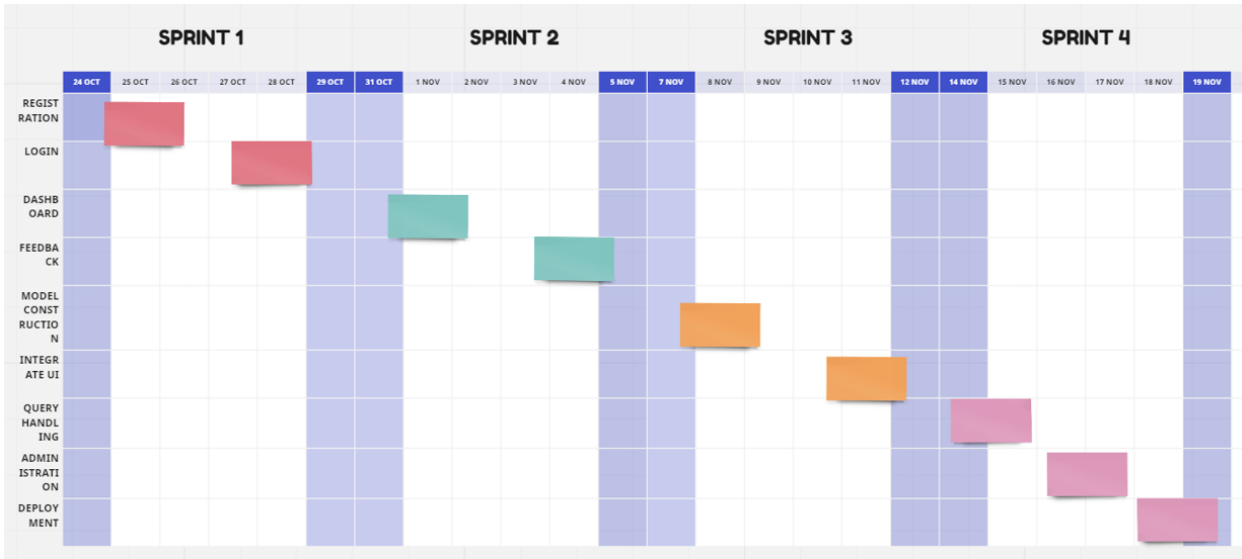 SPRINT 1 SPRINT 2 SPRINT 3 SPRINT 4
24 OCT 25 OCT 26 OCT 27 OCT 28 OCT 29 OCT 31 OCT 1 NOV 2 NOV 3 NOV 4 NOV 5 NOV 7 NOV 8 NOV 9 NOV 10 NOV 11 NOV 12 NOV 14 NOV 15 NOV 16 NOV 17 NOV 18 NOV 19 NOV
REGIST
RATION
LOGIN
DASHB
OARD
FEEDBA
CK
MODEL
CONST
RUCTIO
N
INTEGR
ATE UI
QUERY
HANDL
ING
ADMIN
ISTRATI
ON
DEPLOY
MENT